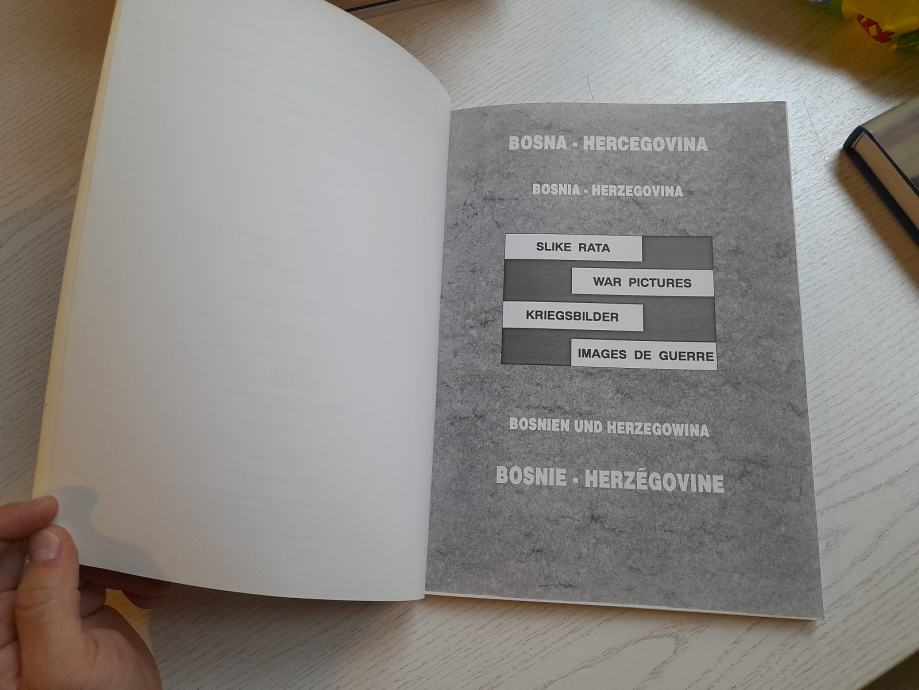 BOSNA - HERCEGOVINA
BOSNIA - HERZEGOVINA
SLIKE RATA
WAR PICTURES
KRIEGSBILDER
IMAGES DE GUERRE
BOSNIEN UND HERZEGOWINA
BOSNIE - HERZÉGOVINE